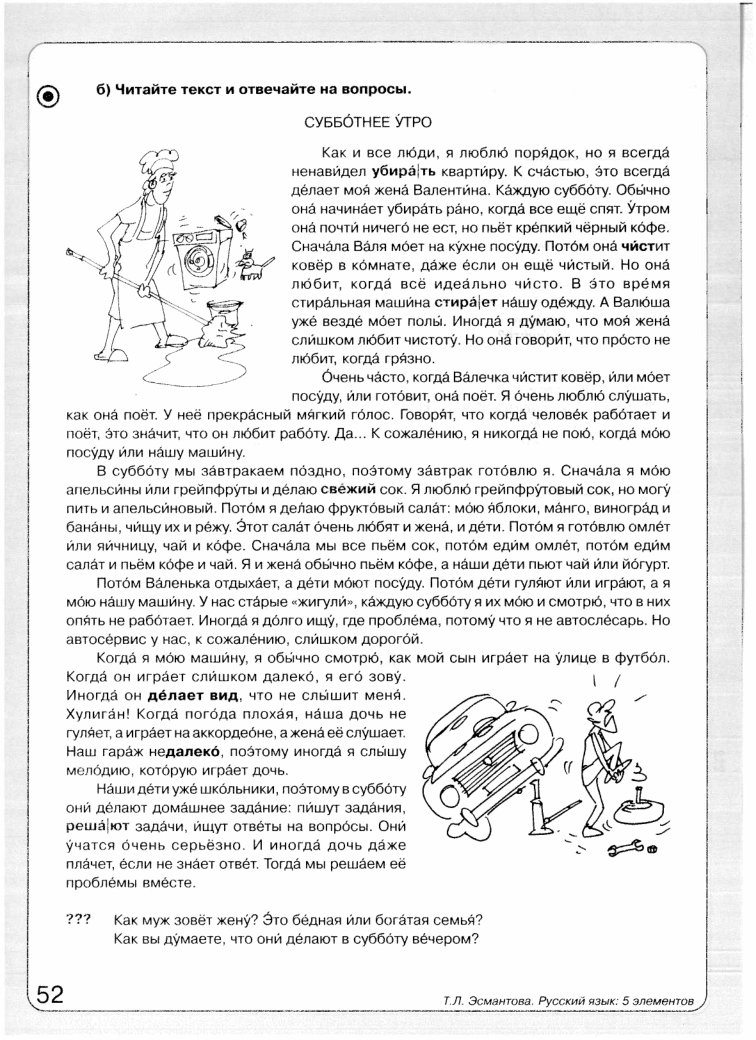 б) Читайте текст и отвечайте на вопросы.
СУББО́ТНЕЕ У́ТРО
Как и все лю́ди, я люблю́ поря́док, но я всегда́
ненави́дел убира́|ть кварти́ру. К сча́стью, э́то всегда́
де́лает моя́ жена́ Валенти́на. Ка́ждую суббо́ту. Обы́чно
она́ начина́ет убира́ть ра́но, когда́ все ещё спят. У́тром
она́ почти́ ничего́ не ест, но пьёт кре́пкий чёрный ко́фе.
Снача́ла Ва́ля мо́ет на ку́хне посу́ду. Пото́м она́ чи́стит
ковёр в ко́мнате, да́же е́сли он ещё чи́стый. Но она́
лю́бит, когда́ всё идеа́льно чи́сто. В э́то вре́мя
стира́льная маши́на стира́|ет на́шу оде́жду. А Валю́ша
уже́ везде́ мо́ет полы́. Иногда́ я ду́маю, что моя́ жена́
сли́шком лю́бит чистоту́. Но она́ говори́т, что про́сто не
лю́бит, когда́ гря́зно.
О́чень ча́сто, когда́ Ва́лечка чи́стит ковёр, и́ли мо́ет
посу́ду, и́ли гото́вит, она́ поёт. Я о́чень люблю́ слу́шать,
как она́ поёт. У неё прекра́сный мя́гкий го́лос. Говоря́т, что когда́ челове́к рабо́тает и
поёт, э́то зна́чит, что он лю́бит рабо́ту. Да... К сожале́нию, я никогда́ не пою́, когда́ мо́ю
посу́ду и́ли на́шу маши́ну.
В суббо́ту мы за́втракаем по́здно, поэ́тому за́втрак гото́влю я. Снача́ла я мо́ю
апельси́ны и́ли грейпфру́ты и де́лаю све́жий сок. Я люблю́ грейпфру́товый сок, но могу́
пить и апельси́новый. Пото́м я де́лаю фрукто́вый сала́т: мо́ю я́блоки, ма́нго, виногра́д и
бана́ны, чи́щу их и ре́жу. Э́тот сала́т о́чень лю́бят и жена́, и де́ти. Пото́м я гото́влю омле́т
и́ли яи́чницу, чай и ко́фе. Снача́ла мы все пьём сок, пото́м еди́м омле́т, пото́м еди́м
сала́т и пьём ко́фе и чай. Я и жена́ обы́чно пьём ко́фе, а на́ши де́ти пьют чай и́ли йо́гурт.
Пото́м Ва́ленька отдыха́ет, а де́ти мо́ют посу́ду. Пото́м де́ти гуля́ют и́ли игра́ют, а я
мо́ю на́шу маши́ну. У нас ста́рые «жигули́», ка́ждую суббо́ту я их мо́ю и смотрю́, что в них
опя́ть не рабо́тает. Иногда́ я до́лго ищу́, где пробле́ма, потому́ что я не автосле́сарь. Но
автосе́рвис у нас, к сожале́нию, сли́шком дорого́й.
Когда́ я мо́ю маши́ну, я обы́чно смотрю́, как мой сын игра́ет на у́лице в футбо́л.
Когда́ он игра́ет сли́шком далеко́, я его́ зову́.
Иногда́ он де́лает вид, что не слы́шит меня́.
Хулига́н! Когда́ пого́да плоха́я, на́ша дочь не
гуля́ет, а игра́ет на аккордео́не, а жена́ её слу́шает.
Наш гара́ж недалеко́, поэ́тому иногда́ я слы́шу
мело́дию, кото́рую игра́ет дочь.
На́ши де́ти уже́ шко́льники, поэ́тому в суббо́ту
они́ де́лают дома́шнее зада́ние: пи́шут зада́ния,
реша́|ют зада́чи, и́щут отве́ты на вопро́сы. Они́
у́чатся о́чень серьёзно. И иногда́ дочь да́же
пла́чет, е́сли не зна́ет отве́т. Тогда́ мы реша́ем её
пробле́мы вме́сте.
??? Как муж зовёт жену́? Э́то бе́дная и́ли бога́тая семья́?
Как вы ду́маете, что они́ де́лают в суббо́ту ве́чером?
52
Т.Л. Эсмантова. Русский язык: 5 элементов